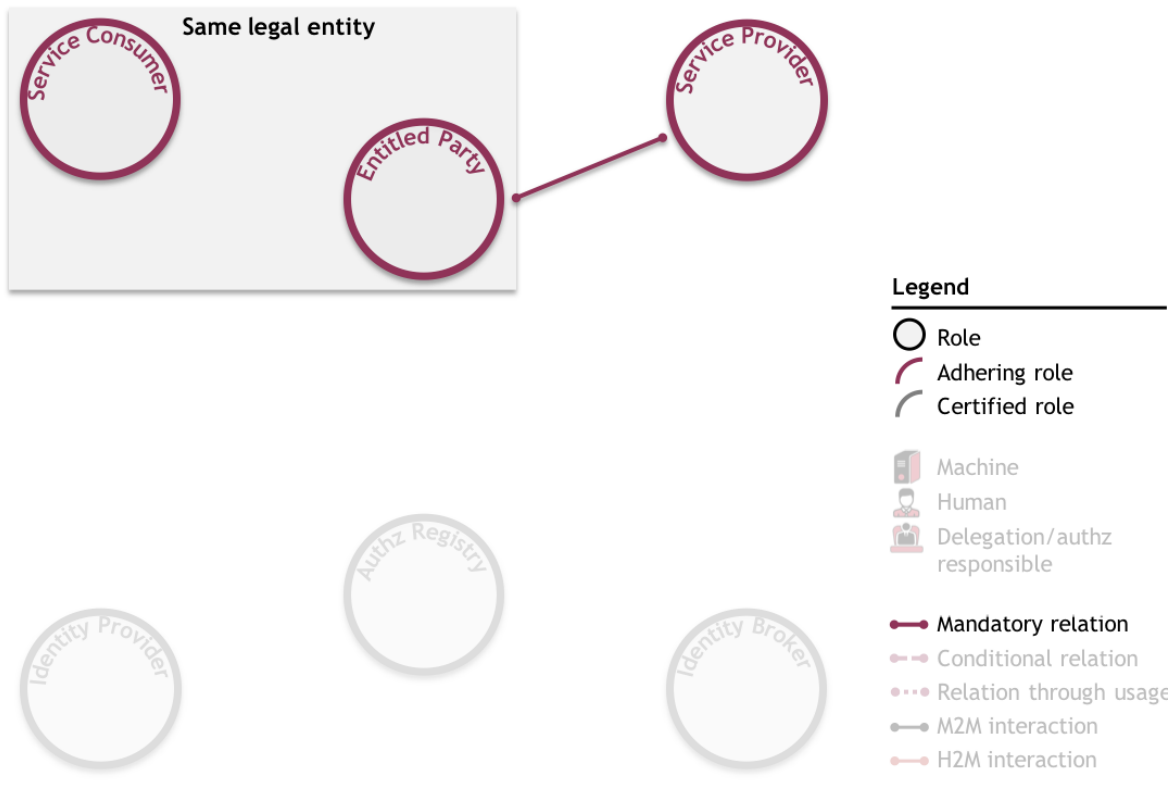 Same legal entity
Service Consumer
Service Provider
Entitled Party
Legend
Role
Adhering role
Certified role
Machine
Human
Delegation/authz
responsible
Authz Registry
Identity Provider
Identity Broker
Mandatory relation
Conditional relation
Relation through usage
M2M interaction
H2M interaction